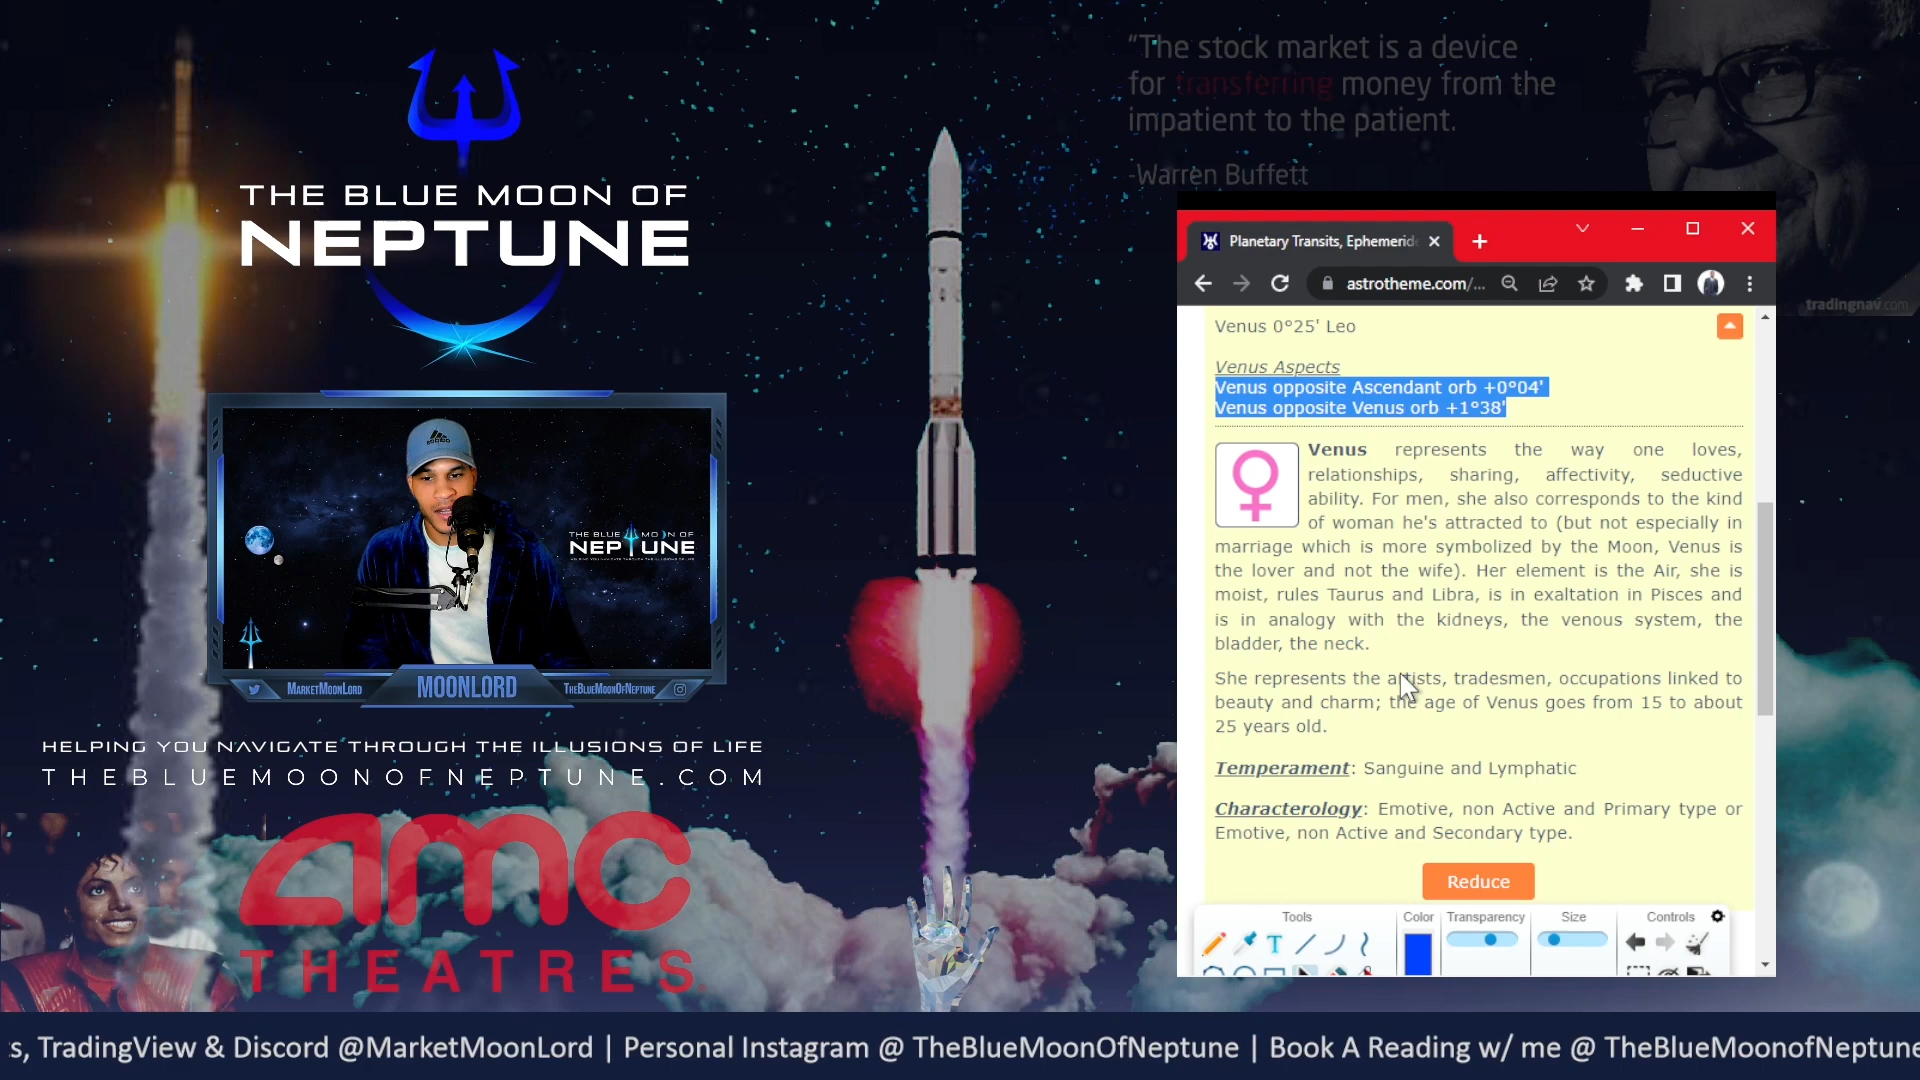 "The stock market is a device
for transferring money from the
impatient to the patient.
-Warren Buffett
tradingnav.com
THE BLUE MOON OF
NEPTUNE
THE BLUE MOON OF
NEPTUNE
MARKETMOONLORD
MOONLORD
THEBLUEMOONOFNEPTUNE
HELPING YOU NAVIGATE THROUGH THE ILLUSIONS OF LIFE
THEBLUEMOONOFNEPTUNE.COM
amc
THEATRES
Planetary Transits, Ephemerid
astrotheme.com/...
Venus 0°25' Leo
Venus Aspects
Venus opposite Ascendant orb +0°04'
Venus opposite Venus orb +1°38'
Venus represents the way one loves,
relationships, sharing, affectivity, seductive
ability. For men, she also corresponds to the kind
of woman he's attracted to (but not especially in
marriage which is more symbolized by the Moon, Venus is
the lover and not the wife). Her element is the Air, she is
moist, rules Taurus and Libra, is in exaltation in Pisces and
is in analogy with the kidneys, the venous system, the
bladder, the neck.
She represents the artists, tradesmen, occupations linked to
beauty and charm; the age of Venus goes from 15 to about
25 years old.
Temperament: Sanguine and Lymphatic
Characterology: Emotive, non Active and Primary type or
Emotive, non Active and Secondary type.
Reduce
Tools Color Transparency Size Controls
s, TradingView & Discord @MarketMoonLord | Personal Instagram @ TheBlueMoonOfNeptune | Book A Reading w/ me @ TheBlueMoonofNeptune